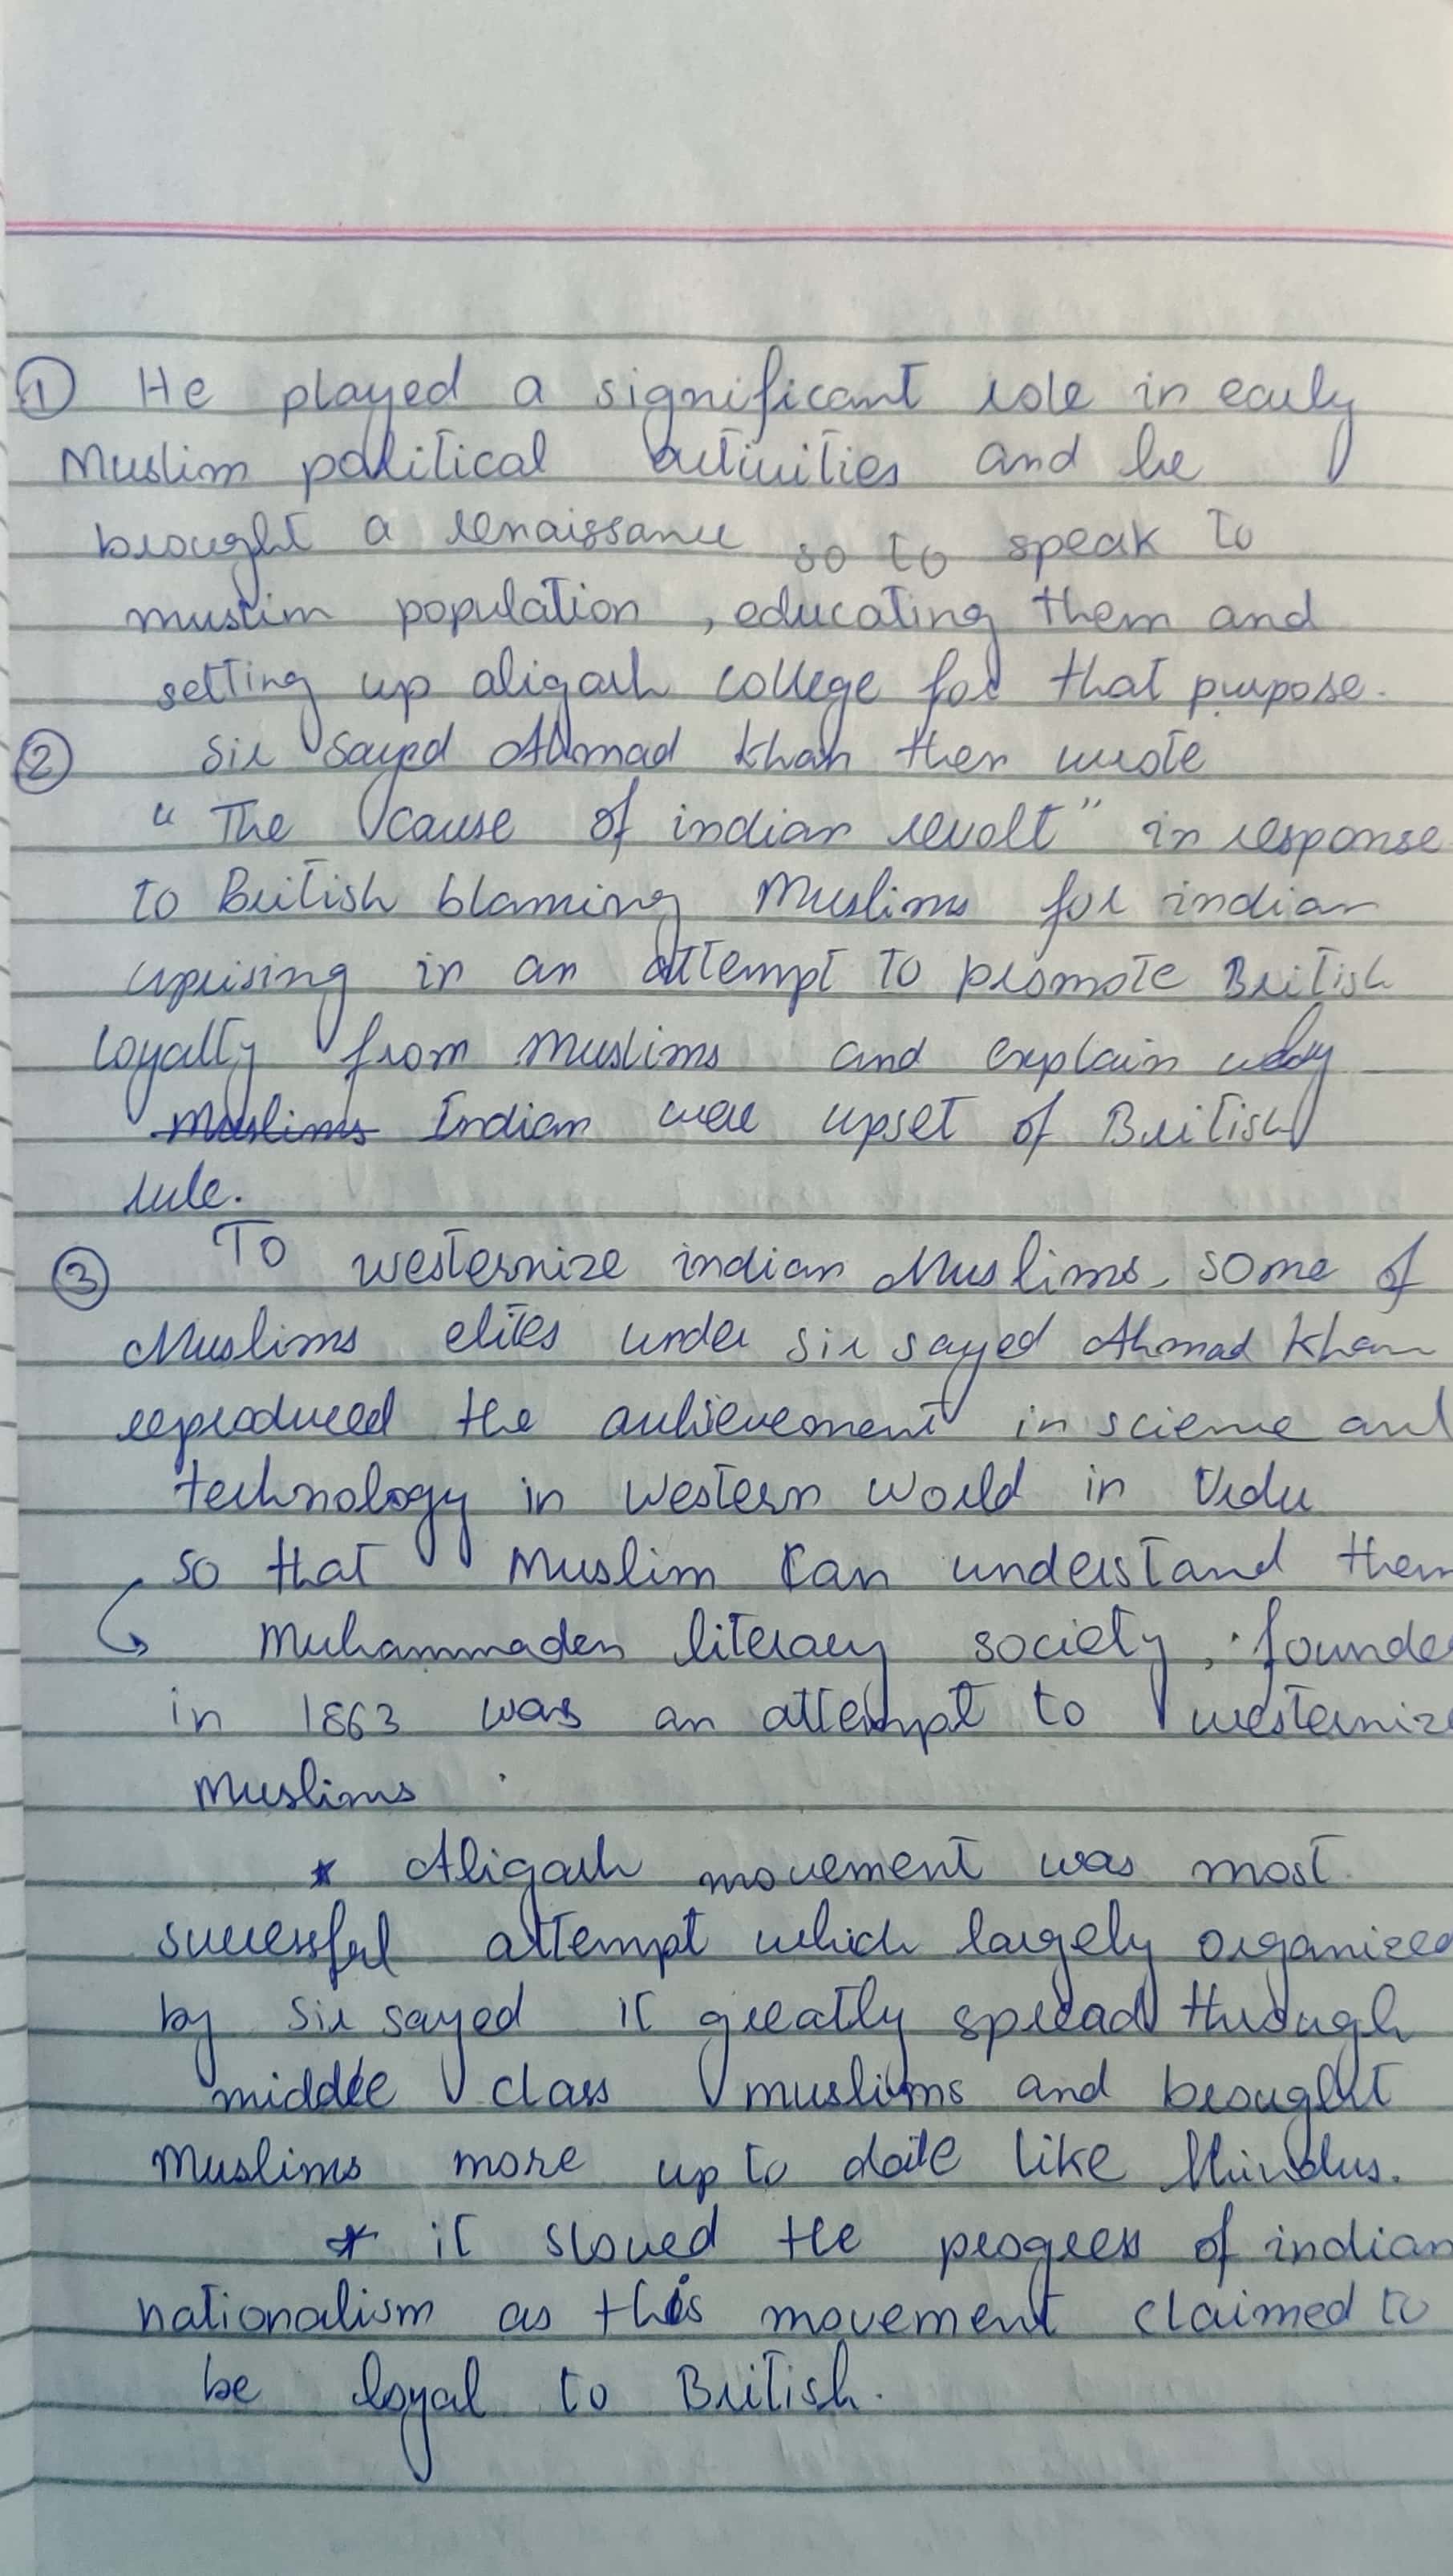 ① He played a significant role in early
Muslim political activities and he
brought a renaissance so to speak to
muslim population, educating them and
setting up aligarh college for that purpose.
② Sir Sayed Ahmad Khan then wrote
"The cause of indian revolt" in response
to British blaming Muslims for indian
uprising in an attempt to promote British
loyalty from muslims and explain why
~~Muslims~~ Indian were upset of British
rule.
③ To westernize indian Muslims, some of
Muslims elites under sir sayed Ahmad Khan
reproduced the achievement in science and
technology in western world in Urdu
so that Muslim can understand them
↳ Muhammaden literary society, founde
in 1863 was an attempt to westernize
Muslims.
* Aligarh movement was most
successful attempt which largely organized
by Sir sayed it greatly spread through
middle class muslims and brought
Muslims more up to date like Hindus.
* it slowed the progress of indian
nationalism as this movement claimed to
be loyal to British.